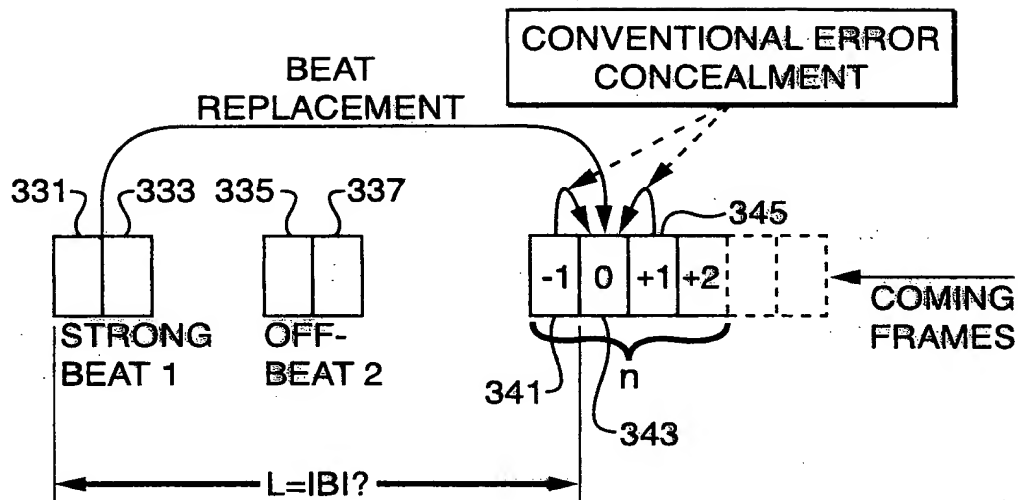 CONVENTIONAL ERROR
CONCEALMENT
BEAT
REPLACEMENT
331
333
335
337
345
-1
0
+1
+2
COMING
FRAMES
STRONG
BEAT 1
OFF-
BEAT 2
n
341
343
L=IBI?